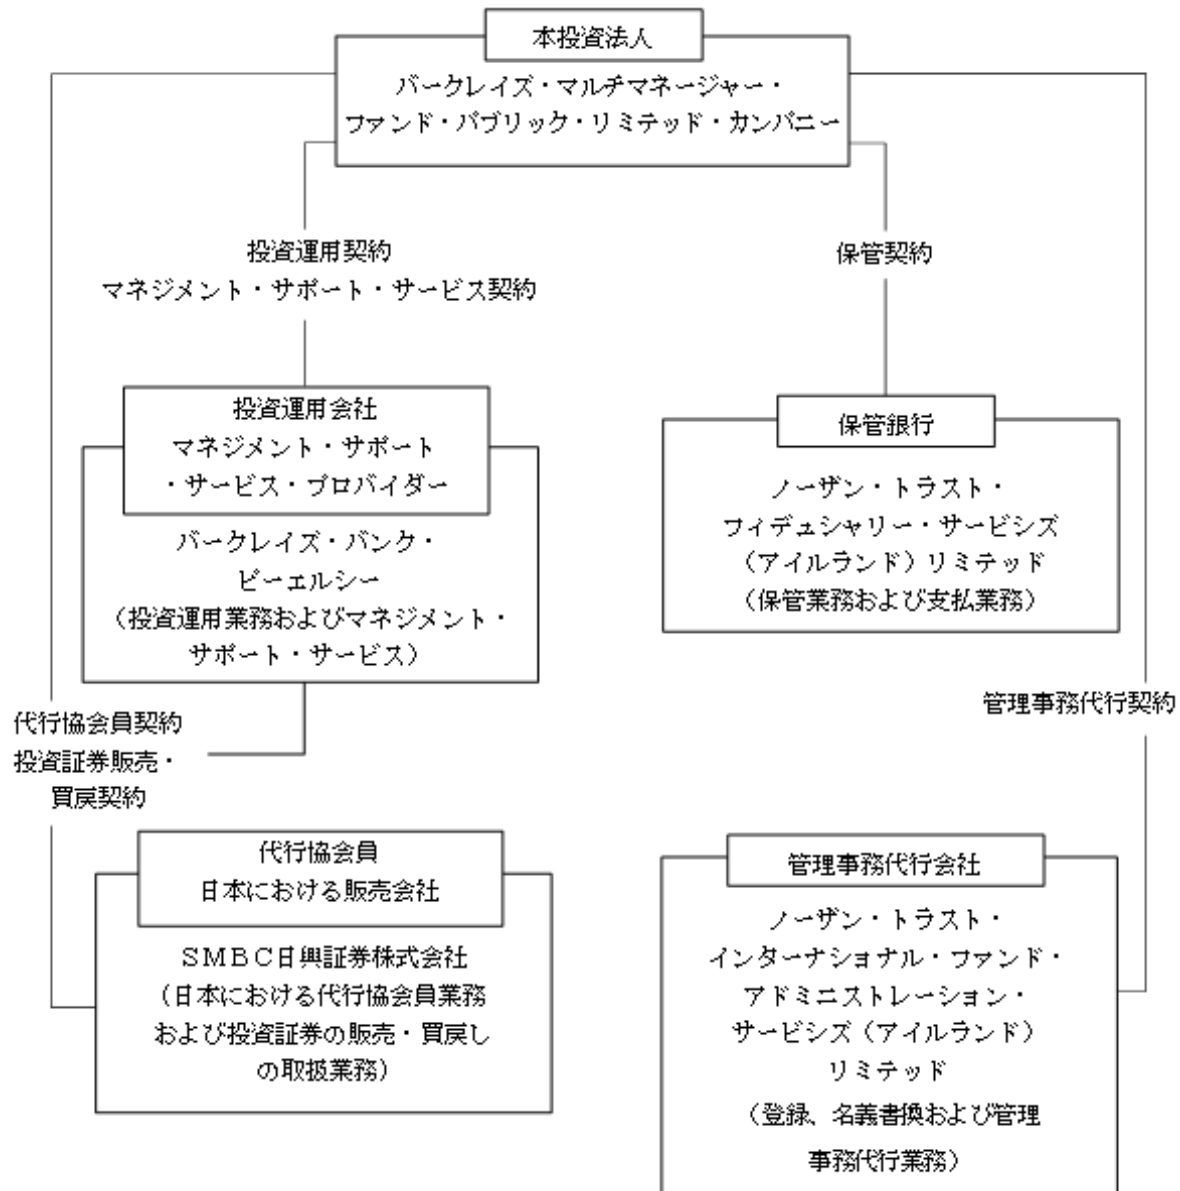 本投資法人
バークレイズ・マルチマネージャー・
ファンド・パブリック・リミテッド・カンパニー
投資運用契約
マネジメント・サポート・サービス契約
保管契約
投資運用会社
マネジメント・サポート
・サービス・プロバイダー
バークレイズ・バンク・
ピーエルシー
（投資運用業務およびマネジメント・
サポート・サービス）
保管銀行
ノーザン・トラスト・
フィデュシャリー・サービシズ
（アイルランド）リミテッド
（保管業務および支払業務）
代行協会員契約
投資証券販売・
買戻契約
管理事務代行契約
代行協会員
日本における販売会社
ＳＭＢＣ日興証券株式会社
（日本における代行協会員業務
および投資証券の販売・買戻し
の取扱業務）
管理事務代行会社
ノーザン・トラスト・
インターナショナル・ファンド・
アドミニストレーション・
サービシズ（アイルランド）
リミテッド
（登録、名義書換および管理
事務代行業務）